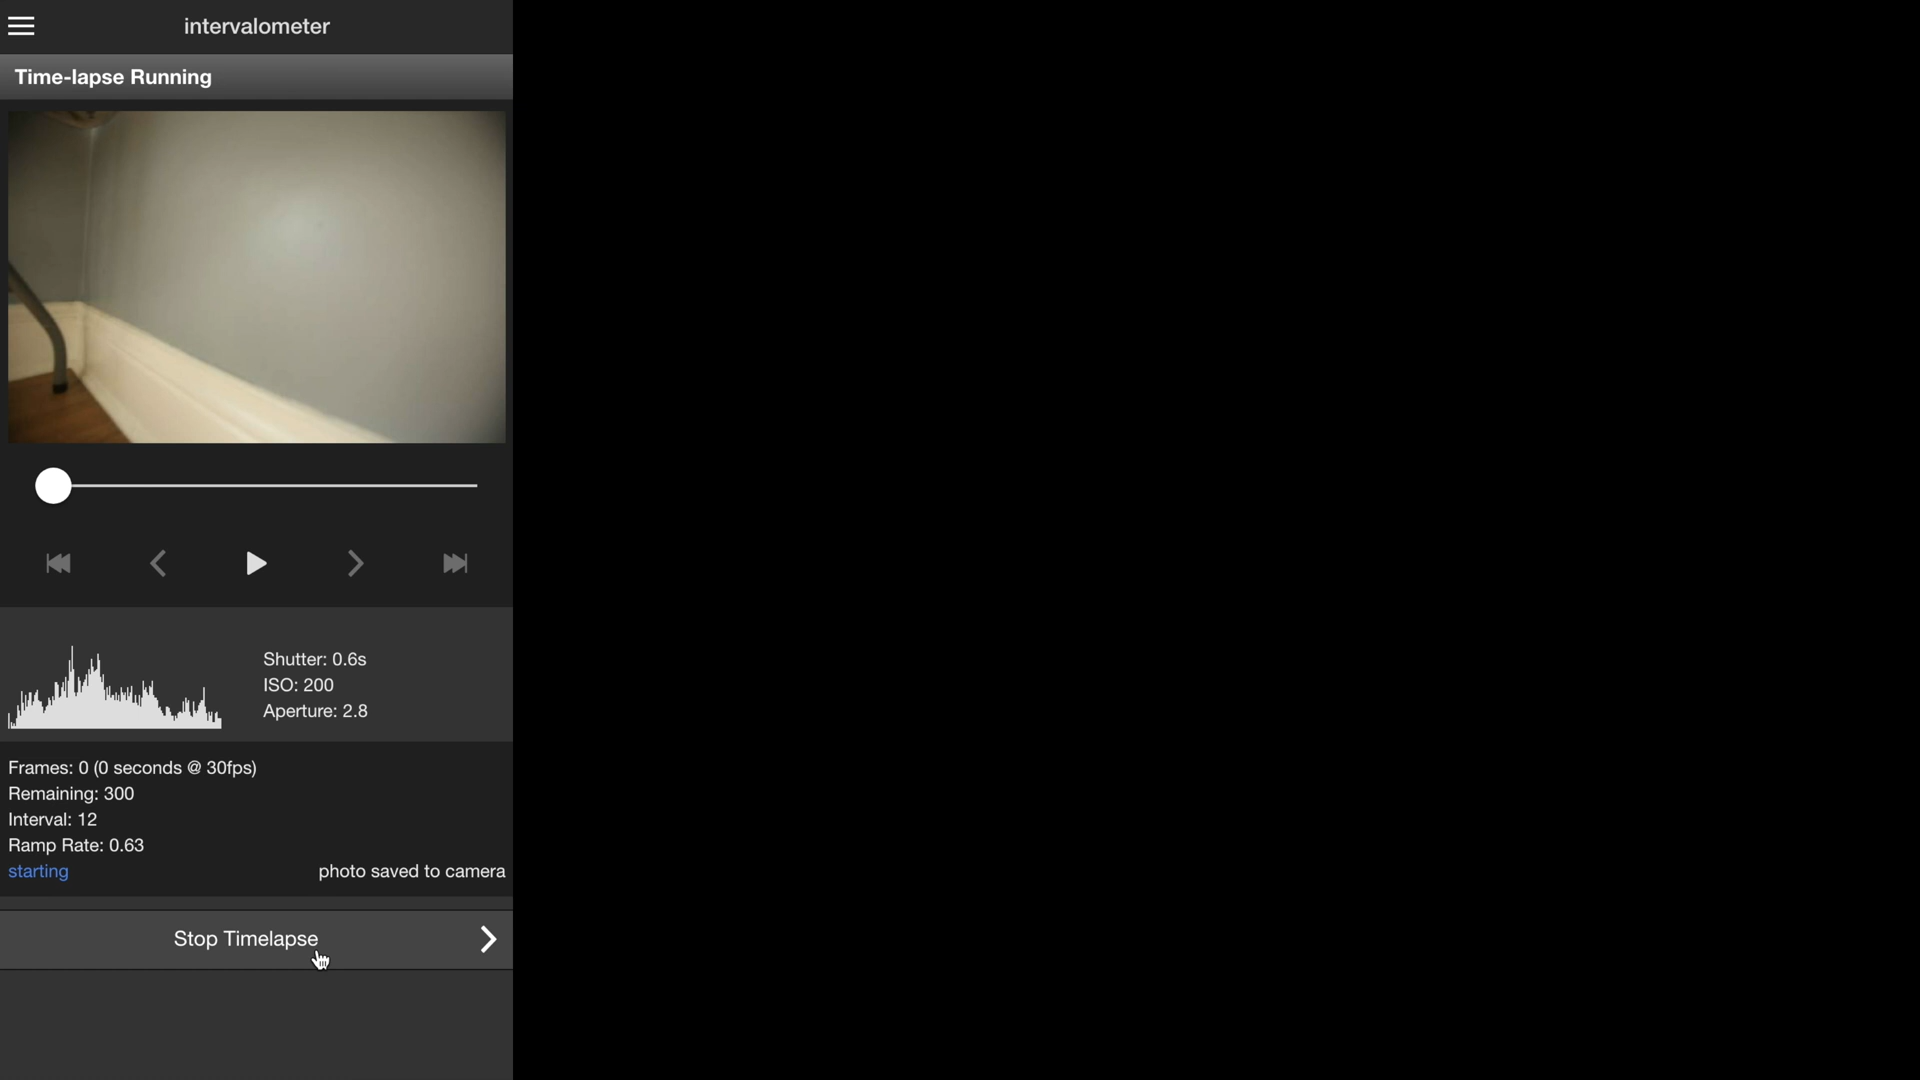 intervalometer
Time-lapse Running
Shutter: 0.6s
ISO: 200
Aperture: 2.8
Frames: 0 (0 seconds @ 30fps)
Remaining: 300
Interval: 12
Ramp Rate: 0.63
starting
photo saved to camera
Stop Timelapse